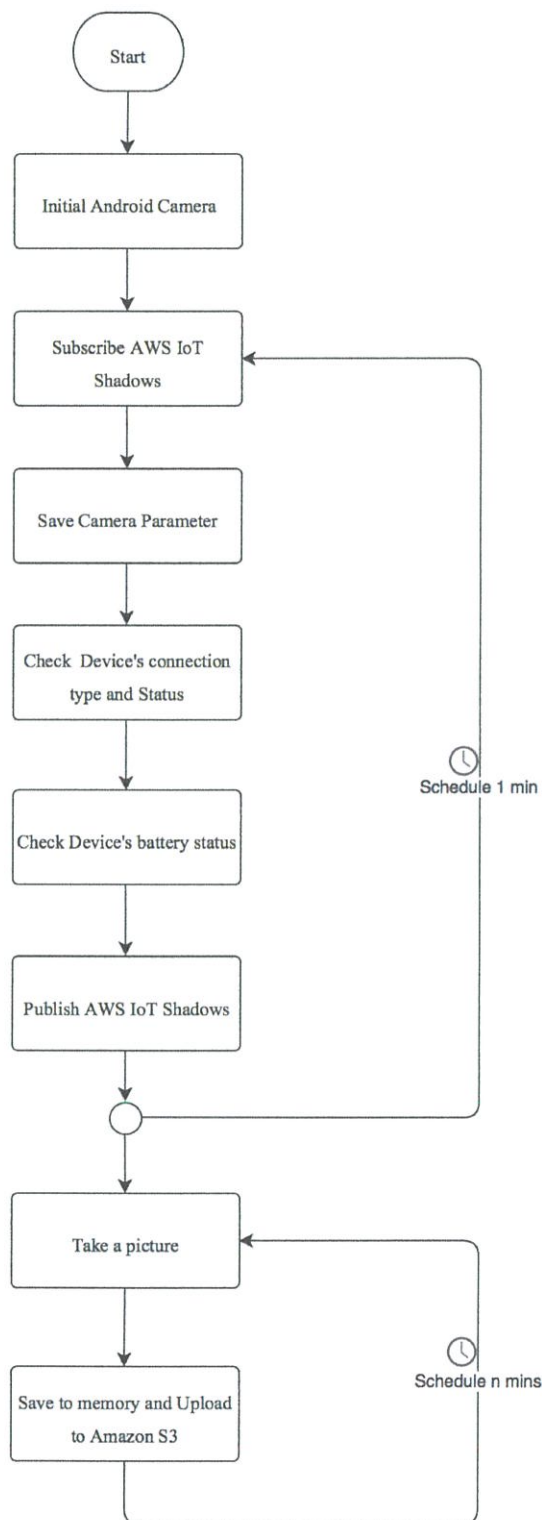 Start
Initial Android Camera
Subscribe AWS IoT
Shadows
Save Camera Parameter
Check Device's connection
type and Status
Schedule 1 min
Check Device's battery status
Publish AWS IoT Shadows
Take a picture
Schedule n mins
Save to memory and Upload
to Amazon S3